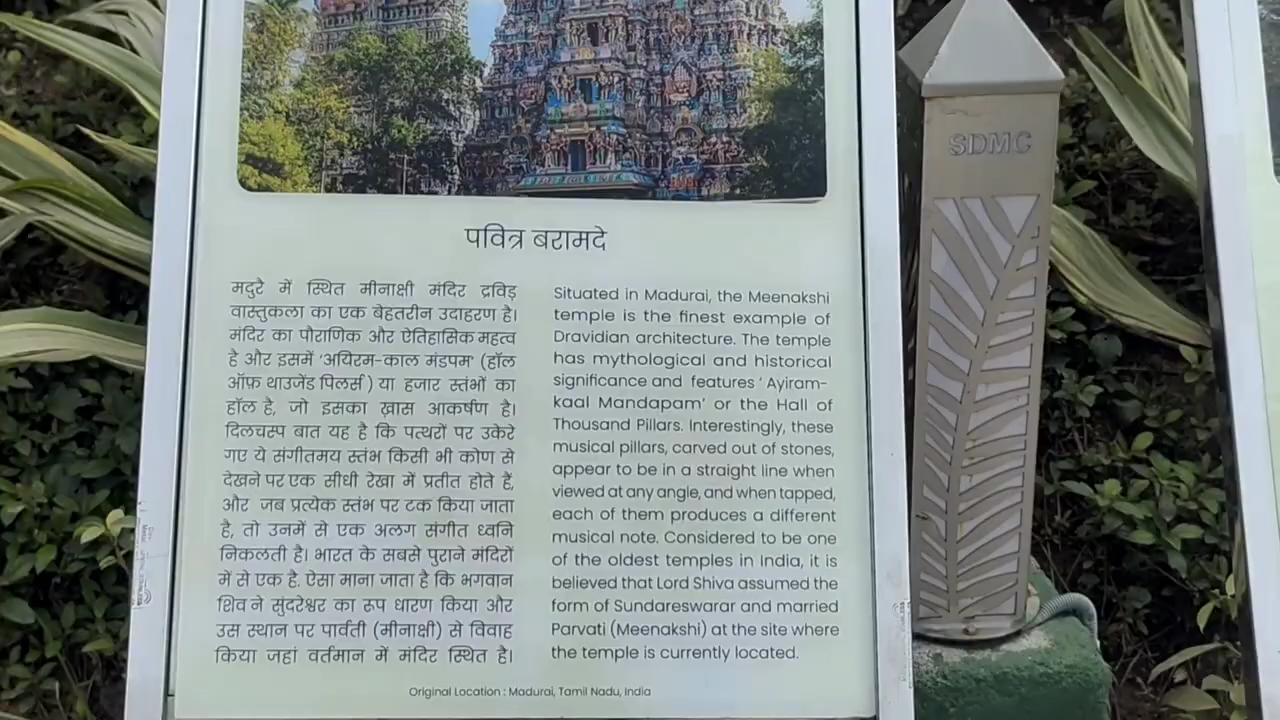 SDMC
पवित्र बरामदे
मदुरै में स्थित मीनाक्षी मंदिर द्रविड़
वास्तुकला का एक बेहतरीन उदाहरण है।
मंदिर का पौराणिक और ऐतिहासिक महत्व
है और इसमें 'अयिरम-काल मंडपम' (हॉल
ऑफ़ थाउजेंड पिलर्स) या हजार स्तंभों का
हॉल है, जो इसका ख़ास आकर्षण है।
दिलचस्प बात यह है कि पत्थरों पर उकेरे
गए ये संगीतमय स्तंभ किसी भी कोण से
देखने पर एक सीधी रेखा में प्रतीत होते हैं,
और जब प्रत्येक स्तंभ पर टक किया जाता
है, तो उनमें से एक अलग संगीत ध्वनि
निकलती है। भारत के सबसे पुराने मंदिरों
में से एक है, ऐसा माना जाता है कि भगवान
शिव ने सुंदरेश्वर का रूप धारण किया और
उस स्थान पर पार्वती (मीनाक्षी) से विवाह
किया जहां वर्तमान में मंदिर स्थित है।
Situated in Madurai, the Meenakshi
temple is the finest example of
Dravidian architecture. The temple
has mythological and historical
significance and features ' Ayiram-
kaal Mandapam' or the Hall of
Thousand Pillars. Interestingly, these
musical pillars, carved out of stones,
appear to be in a straight line when
viewed at any angle, and when tapped,
each of them produces a different
musical note. Considered to be one
of the oldest temples in India, it is
believed that Lord Shiva assumed the
form of Sundareswarar and married
Parvati (Meenakshi) at the site where
the temple is currently located.
Original Location : Madurai, Tamil Nadu, India